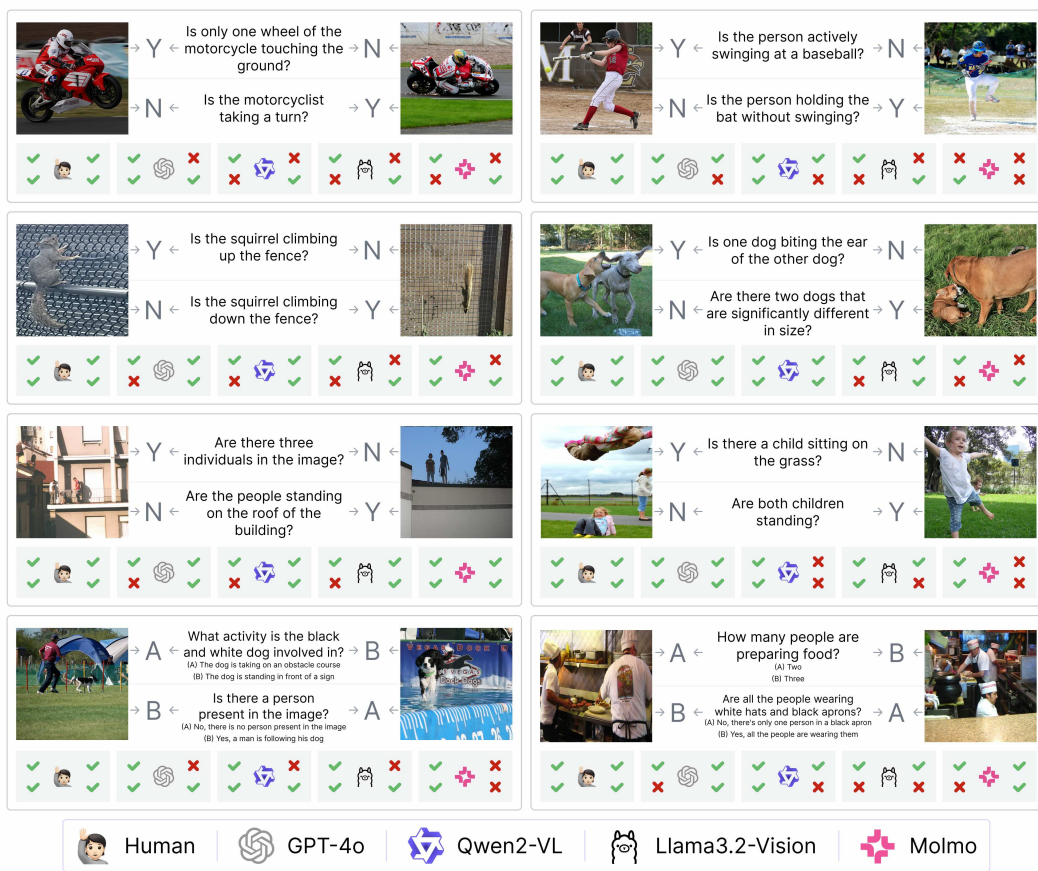 Y
Is only one wheel of the
motorcycle touching the
ground?
N
N
Is the motorcyclist
taking a turn?
Y
Y
Is the person actively
swinging at a baseball?
N
N
Is the person holding the
bat without swinging?
Y
Y
Is the squirrel climbing
up the fence?
N
N
Is the squirrel climbing
down the fence?
Y
Y
Is one dog biting the ear
of the other dog?
N
N
Are there two dogs that
are significantly different
in size?
Y
Y
Are there three
individuals in the image?
N
N
Are the people standing
on the roof of the
building?
Y
Y
Is there a child sitting on
the grass?
N
N
Are both children
standing?
Y
A
What activity is the black
and white dog involved in?
(A) The dog is taking on an obstacle course
(B) The dog is standing in front of a sign
B
B
Is there a person
present in the image?
(A) No, there is no person present in the image
(B) Yes, a man is following his dog
A
A
How many people are
preparing food?
(A) Two
(B) Three
B
B
Are all the people wearing
white hats and black aprons?
(A) No, there's only one person in a black apron
(B) Yes, all the people are wearing them
A
Human
GPT-4o
Qwen2-VL
Llama3.2-Vision
Molmo